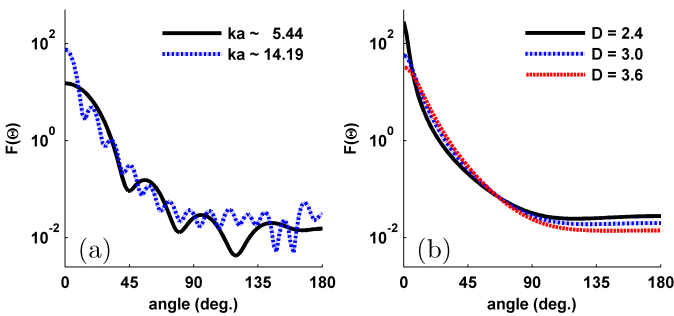 ka ~ 5.44
ka ~ 14.19
F(Θ)
10²
10⁰
10⁻²
(a)
0 45 90 135 180
angle (deg.)
D = 2.4
D = 3.0
D = 3.6
F(Θ)
10²
10⁰
10⁻²
(b)
0 45 90 135 180
angle (deg.)